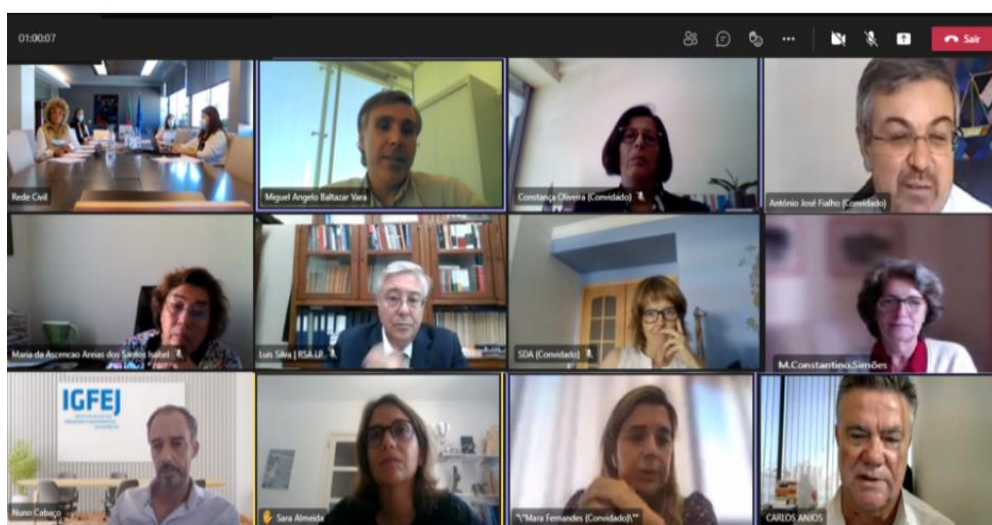 01:00:07
Sair
Rede Civil
Miguel Angelo Baltazar Vara
Constança Oliveira (Convidado)
António José Fialho (Convidado)
Maria da Ascencao Areias dos Santos Isabel
Luis Silva | RSA LP
SDA (Convidado)
M.Constantino.Simões
IGFEJ
Nuno Cabaço
Sara Almeida
"\"Mara Fernandes (Convidado)\""
CARLOS ANJOS